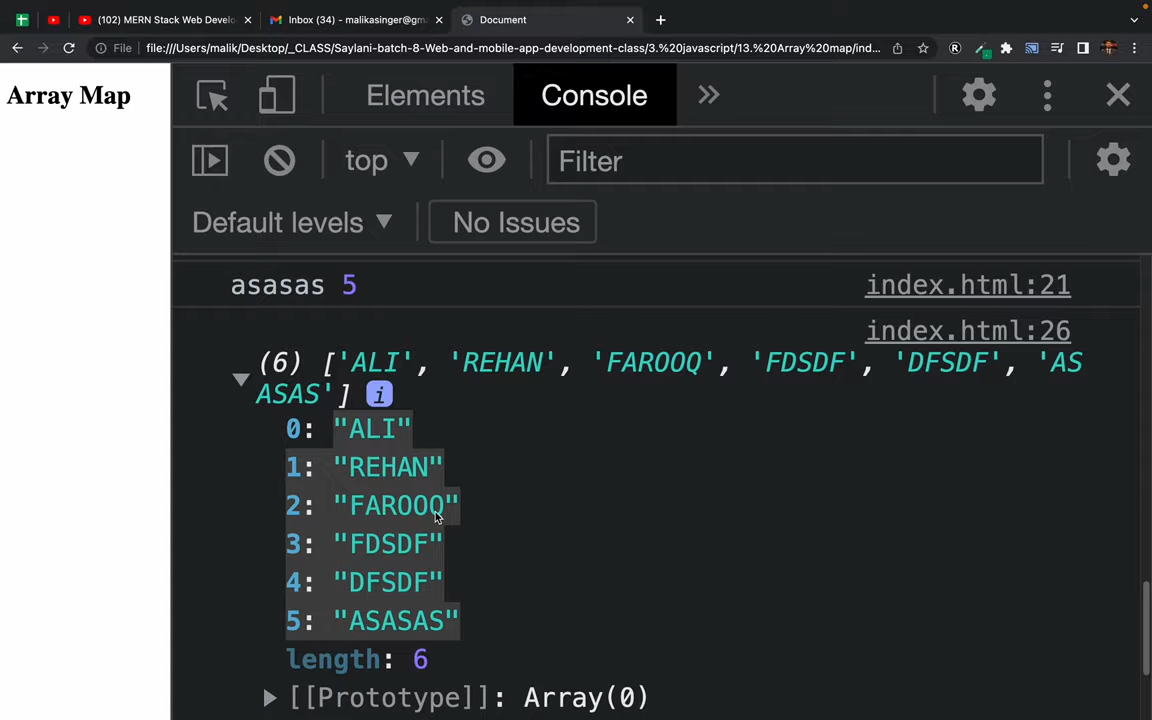 (102) MERN Stack Web Develo
Inbox (34) - malikasinger@gm
Document
File
file:///Users/malik/Desktop/_CLASS/Saylani-batch-8-Web-and-mobile-app-development-class/3.%20javascript/13.%20Array%20map/ind...
Array Map
Elements
Console
top
Filter
Default levels
No Issues
asasas 5
index.html:21
index.html:26
(6) ['ALI', 'REHAN', 'FAROOQ', 'FDSDF', 'DFSDF', 'AS
ASAS']
0: "ALI"
1: "REHAN"
2: "FAROOQ"
3: "FDSDF"
4: "DFSDF"
5: "ASASAS"
length: 6
[[Prototype]]: Array(0)